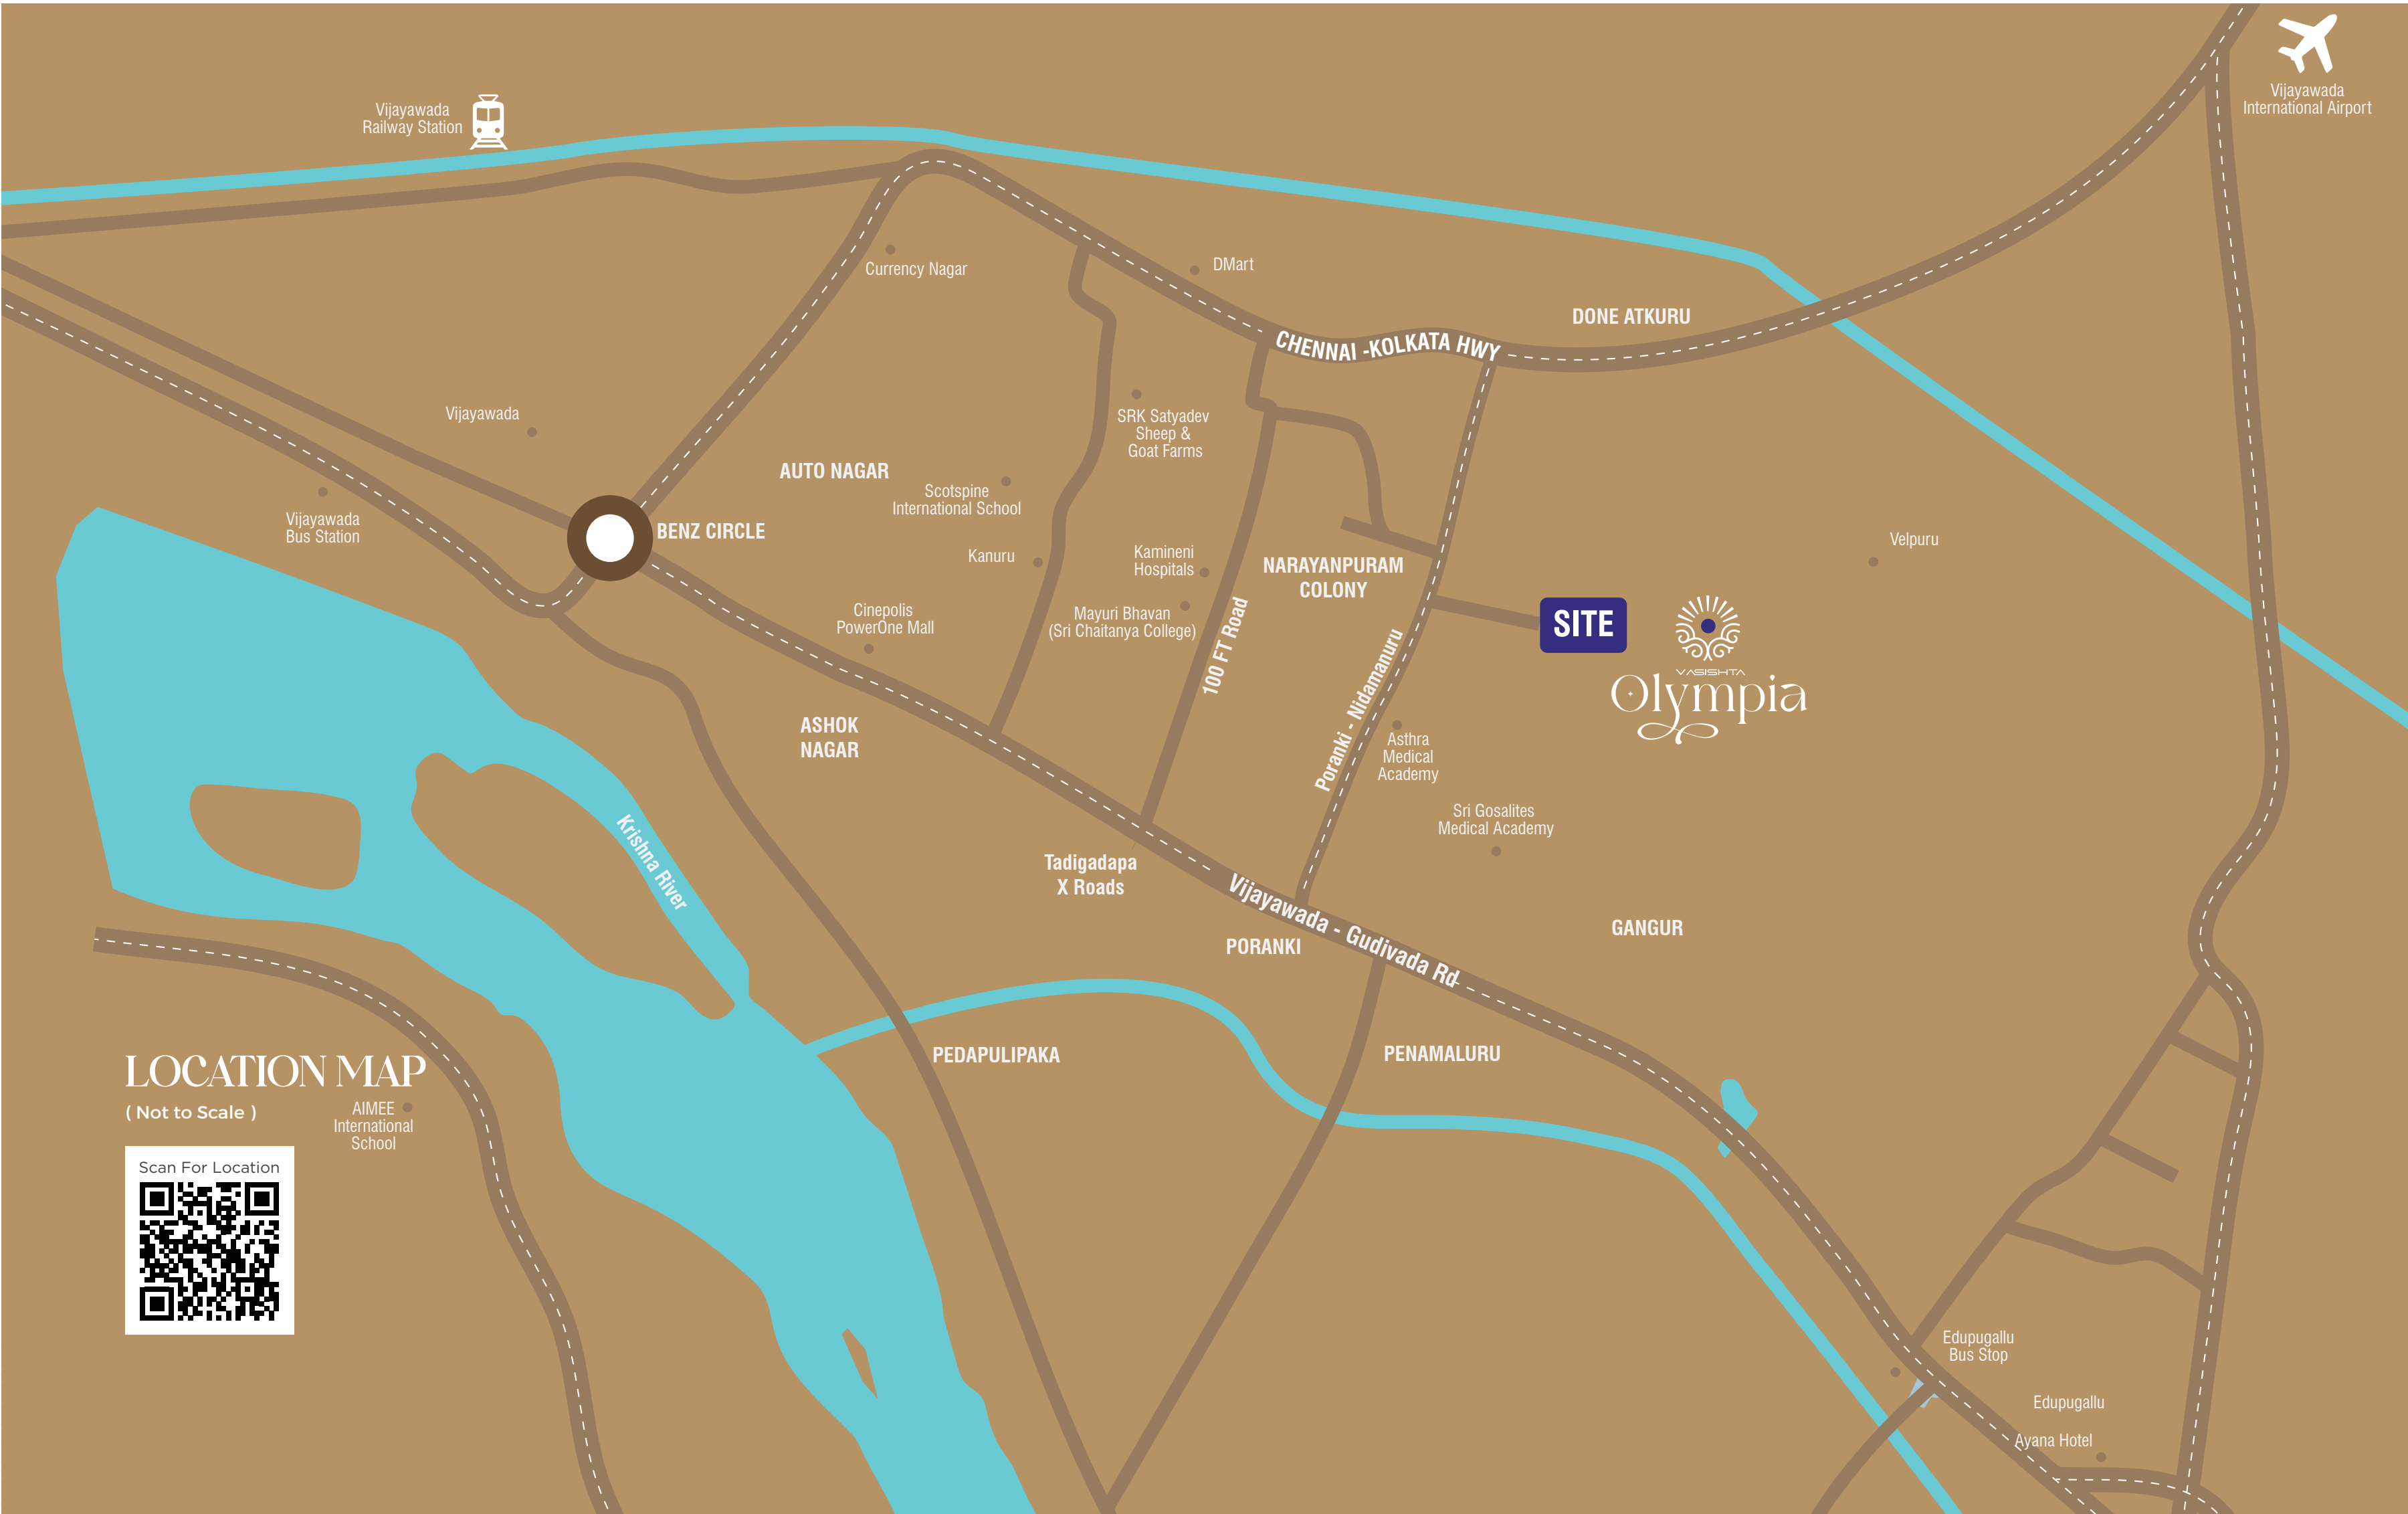 Vijayawada
International Airport
Vijayawada
Railway Station
Currency Nagar
DMart
CHENNAI -KOLKATA HWY
DONE ATKURU
Vijayawada
SRK Satyadev
Sheep &
Goat Farms
AUTO NAGAR
Scotspine
International School
Vijayawada
Bus Station
BENZ CIRCLE
Kanuru
Kamineni
Hospitals
NARAYANPURAM
COLONY
Velpuru
Cinepolis
PowerOne Mall
Mayuri Bhavan
(Sri Chaitanya College)
100 FT Road
Poranki - Nidamanuru
SITE
VASISHTA
Olympia
ASHOK
NAGAR
Asthra
Medical
Academy
Sri Gosalites
Medical Academy
Krishna River
Tadigadapa
X Roads
Vijayawada - Gudivada Rd
PORANKI
GANGUR
PEDAPULIPAKA
PENAMALURU
LOCATION MAP
( Not to Scale )
AIMEE
International
School
Scan For Location
Edupugallu
Bus Stop
Edupugallu
Ayana Hotel